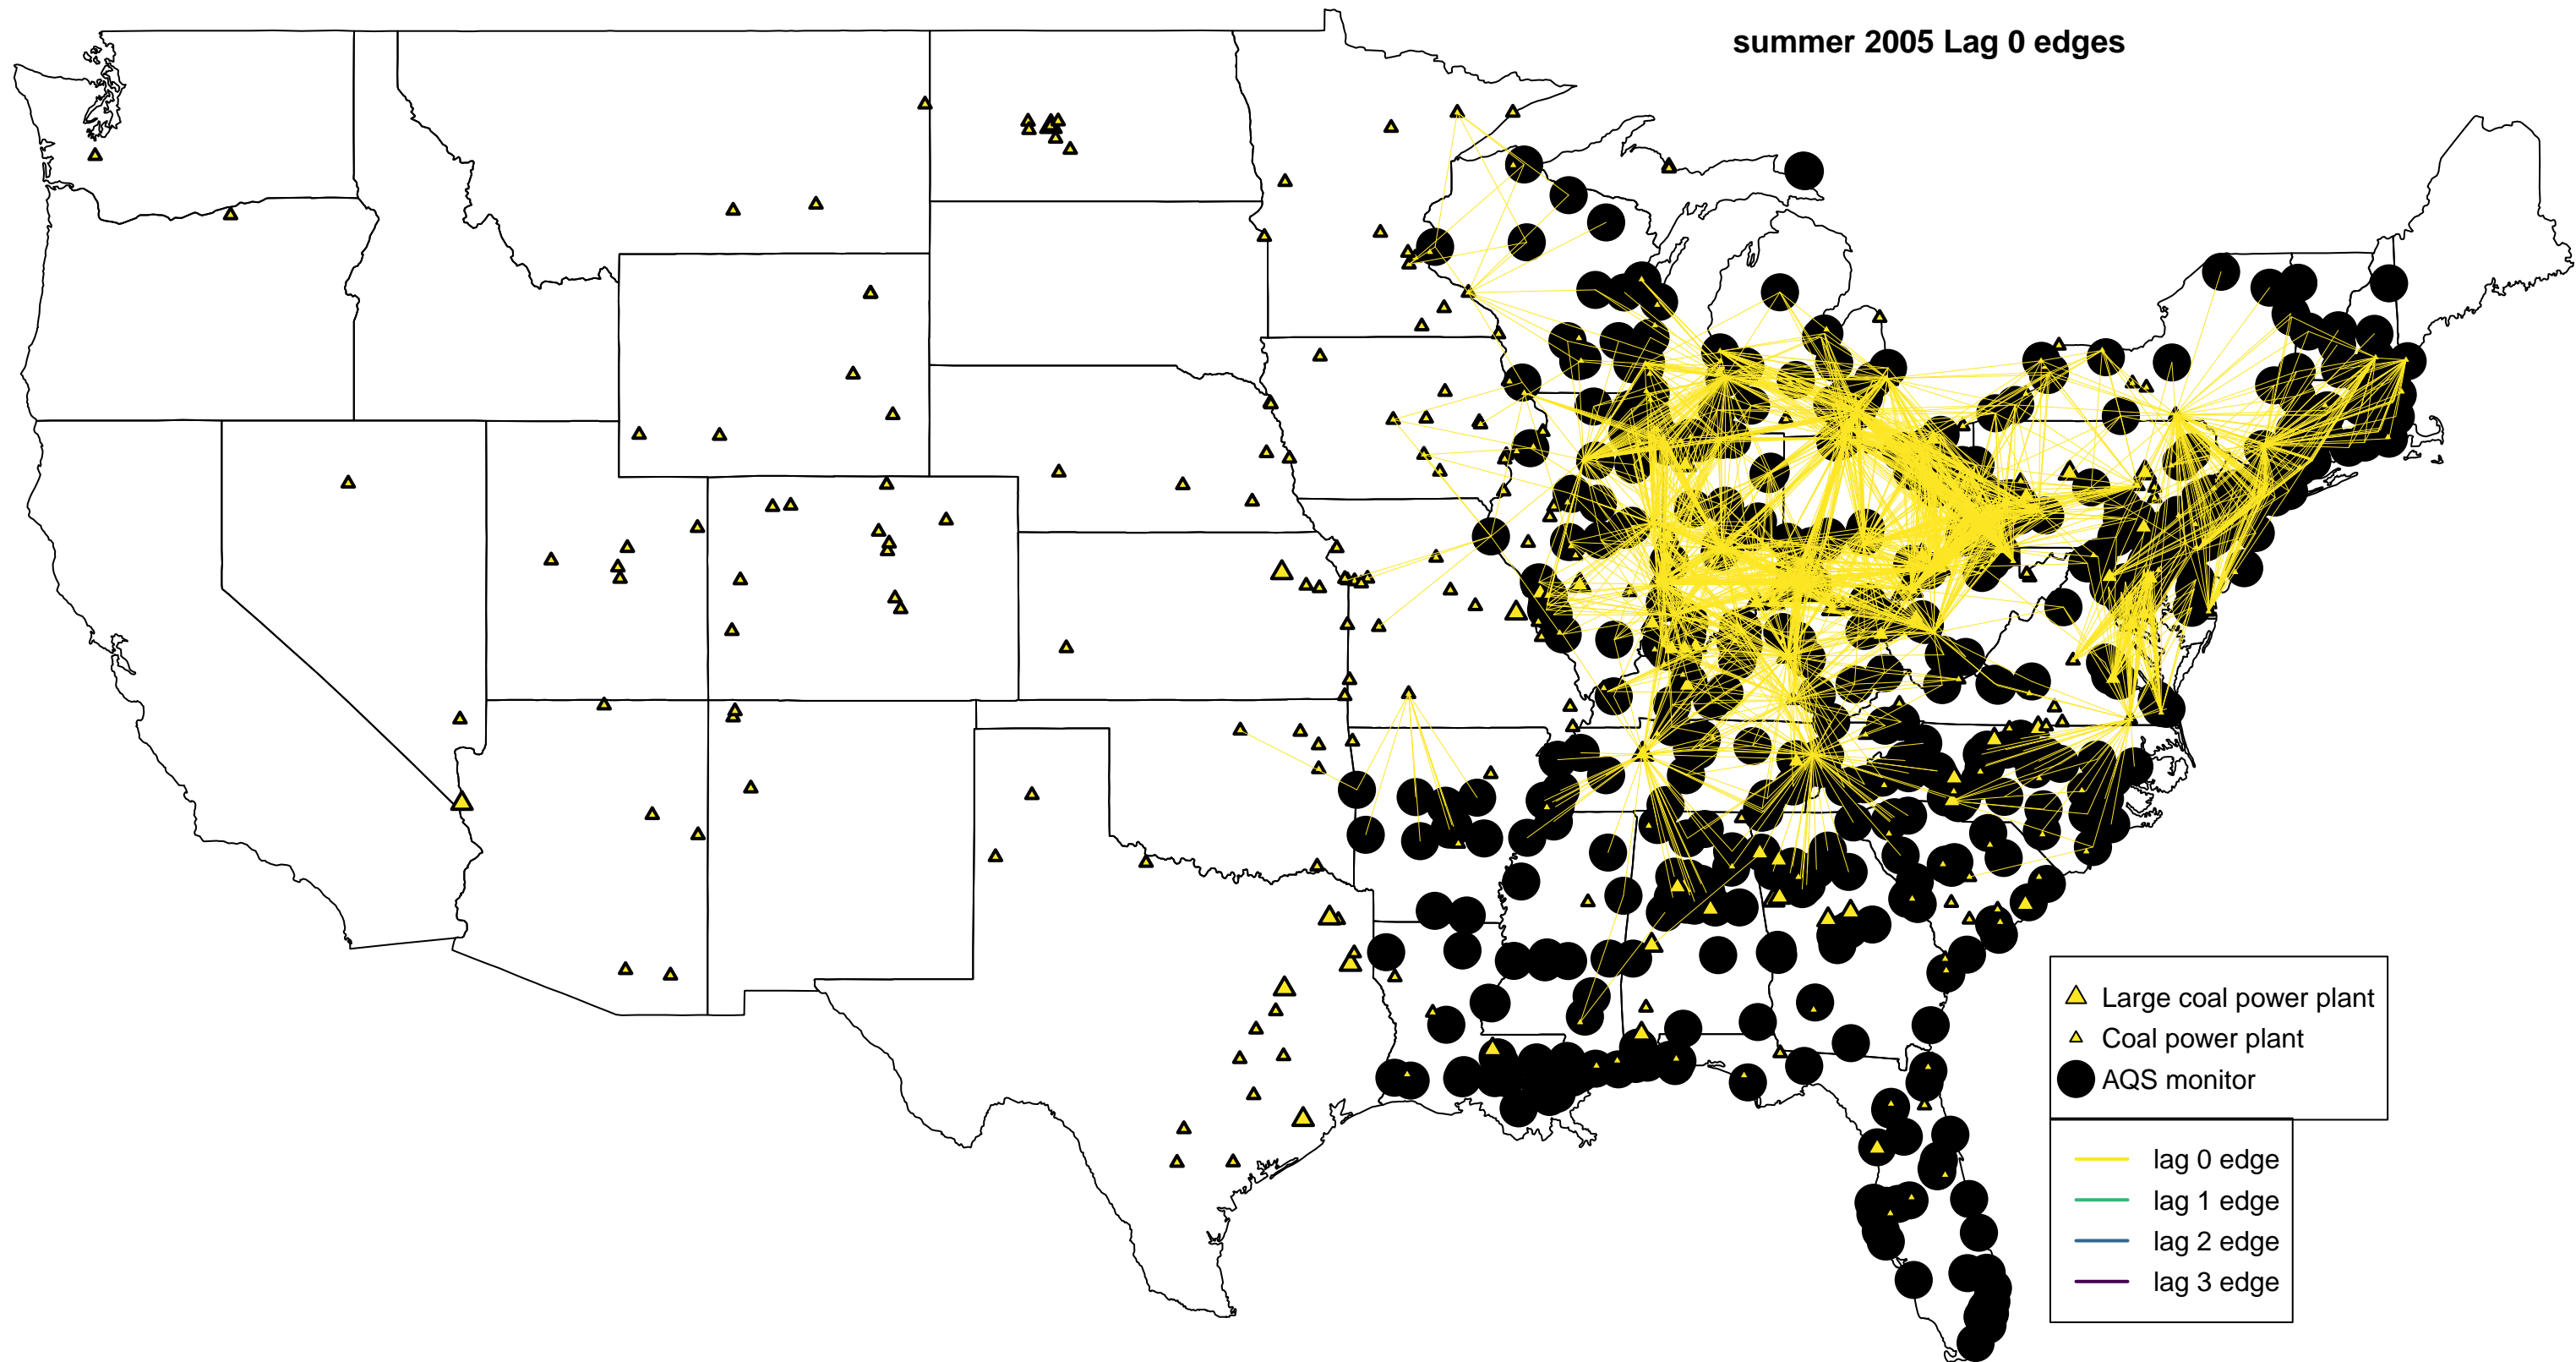 summer 2005 Lag 0 edges
Large coal power plant
Coal power plant
AQS monitor
lag 0 edge
lag 1 edge
lag 2 edge
lag 3 edge